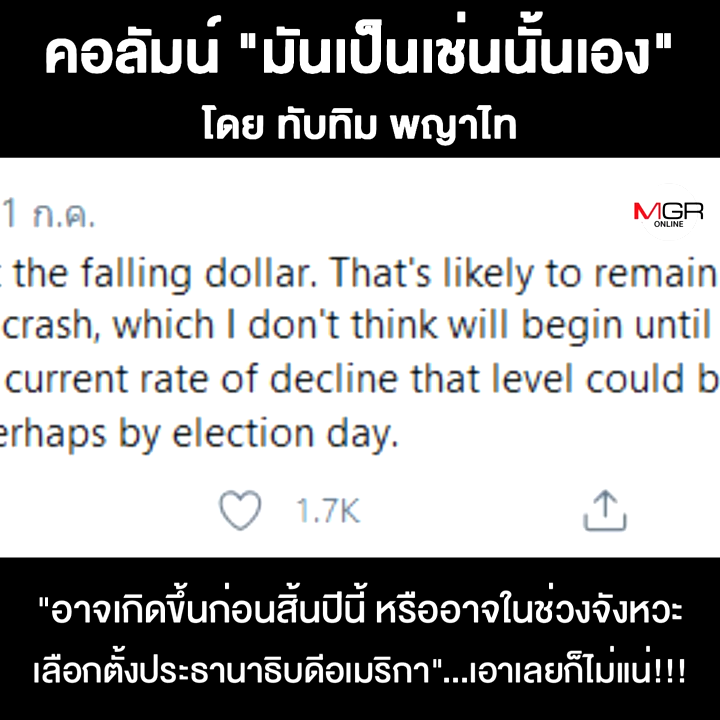 คอลัมน์ "มันเป็นเช่นนั้นเอง"
โดย ทับทิม พญาไท
1 ก.ค.
MGR
ONLINE
the falling dollar. That's likely to remain
crash, which I don't think will begin until
current rate of decline that level could b
erhaps by election day.
1.7K
"อาจเกิดขึ้นก่อนสิ้นปีนี้ หรืออาจในช่วงจังหวะ
เลือกตั้งประธานาธิบดีอเมริกา"...เอาเลยก็ไม่แน่!!!